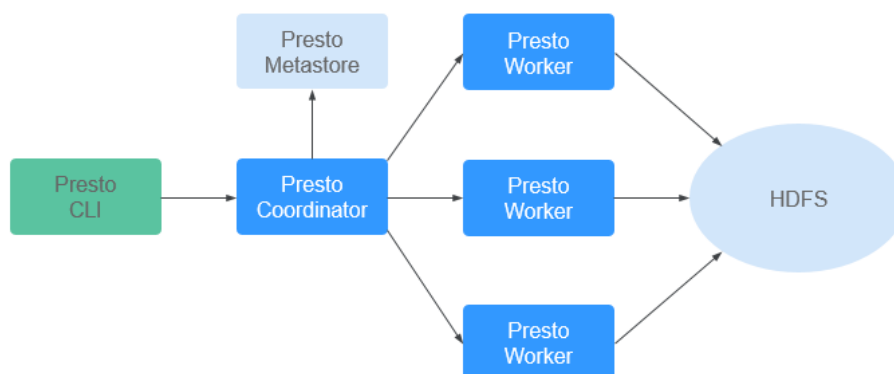 Presto
Metastore
Presto
Worker
Presto
CLI
Presto
Coordinator
Presto
Worker
HDFS
Presto
Worker